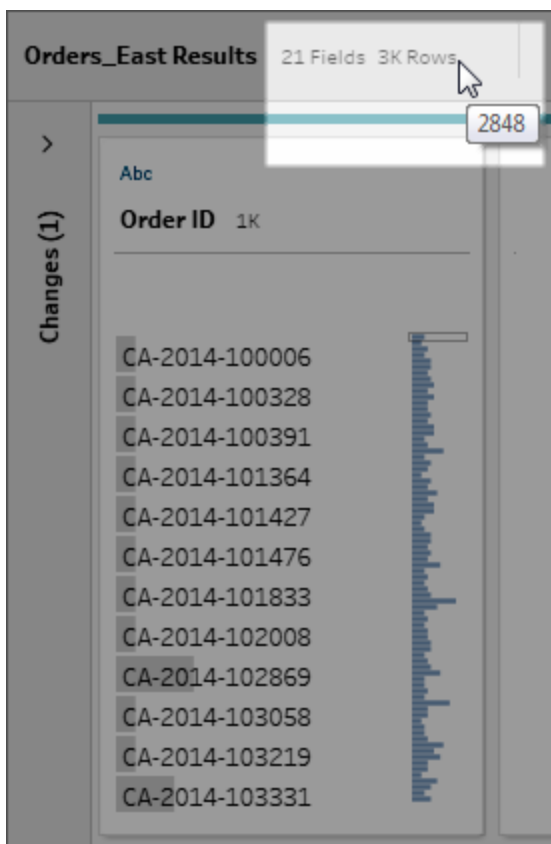 Orders_East Results 21 Fields 3K Rows
2848
Changes (1)
Abc
Order ID 1K
CA-2014-100006
CA-2014-100328
CA-2014-100391
CA-2014-101364
CA-2014-101427
CA-2014-101476
CA-2014-101833
CA-2014-102008
CA-2014-102869
CA-2014-103058
CA-2014-103219
CA-2014-103331